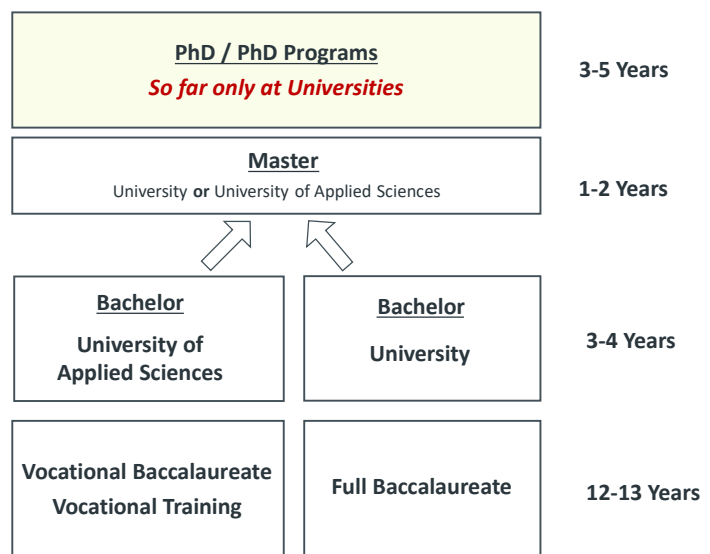 PhD / PhD Programs
So far only at Universities
3-5 Years
Master
University or University of Applied Sciences
1-2 Years
Bachelor
University of
Applied Sciences
Bachelor
University
3-4 Years
Vocational Baccalaureate
Vocational Training
Full Baccalaureate
12-13 Years